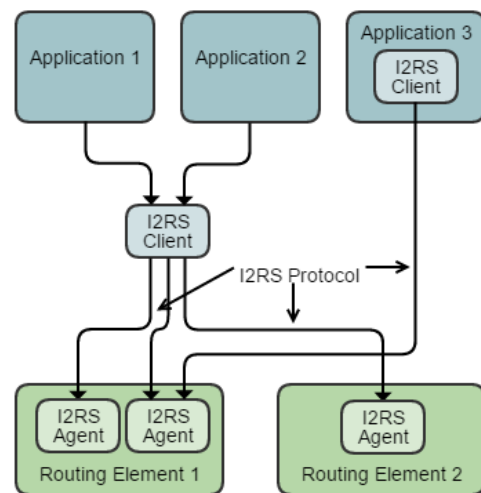 Application 1
Application 2
Application 3
I2RS
Client
I2RS
Client
I2RS Protocol
I2RS
Agent
I2RS
Agent
I2RS
Agent
Routing Element 1
Routing Element 2